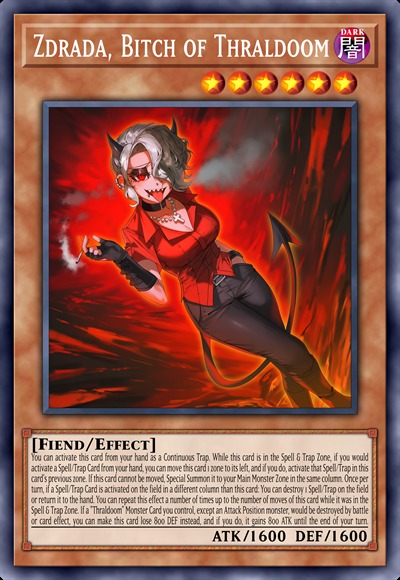 Zdrada, Bitch of Thraldoom
DARK
闇
[Fiend/Effect]
You can activate this card from your hand as a Continuous Trap. While this card is in the Spell & Trap Zone, if you would
activate a Spell/Trap Card from your hand, you can move this card 1 zone to its left, and if you do, activate that Spell/Trap in this
card's previous zone. If this card cannot be moved, Special Summon it to your Main Monster Zone in the same column. Once per
turn, if a Spell/Trap Card is activated on the field in a different column than this card: You can destroy 1 Spell/Trap on the field
or return it to the hand. You can repeat this effect a number of times up to the number of moves of this card while it was in the
Spell & Trap Zone. If a "Thraldoom" Monster Card you control, except an Attack Position monster, would be destroyed by battle
or card effect, you can make this card lose 800 DEF instead, and if you do, it gains 800 ATK until the end of your turn.
ATK/1600 DEF/1600